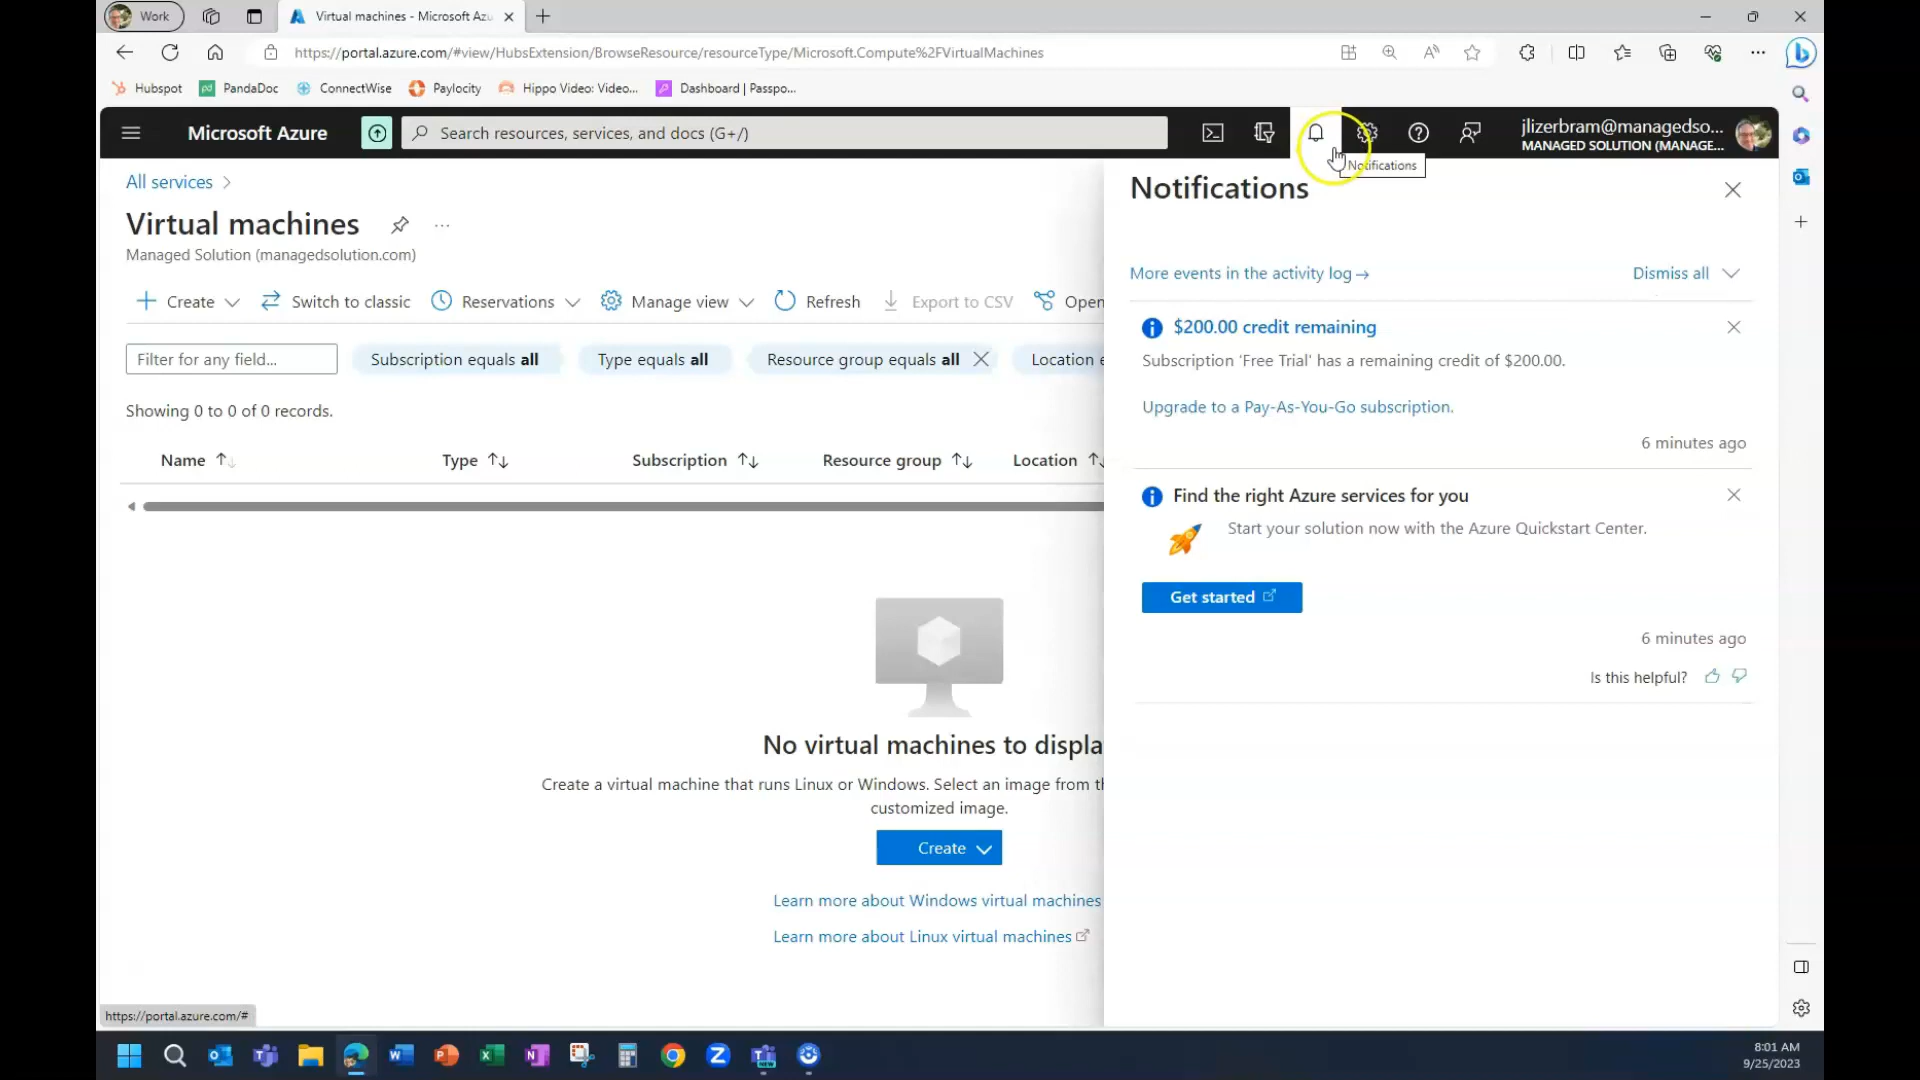 Work
Virtual machines - Microsoft Azu
https://portal.azure.com/#view/HubsExtension/BrowseResource/resourceType/Microsoft.Compute%2FVirtualMachines
Hubspot PandaDoc ConnectWise Paylocity Hippo Video: Video... Dashboard | Passpo...
Microsoft Azure
Search resources, services, and docs (G+/)
jlizerbram@managedso...
MANAGED SOLUTION (MANAGE...
Notifications
All services >
Virtual machines
...
Managed Solution (managedsolution.com)
Create Switch to classic Reservations Manage view Refresh Export to CSV Open
Filter for any field... Subscription equals all Type equals all Resource group equals all Location e
Showing 0 to 0 of 0 records.
Name Type Subscription Resource group Location
No virtual machines to displa
Create a virtual machine that runs Linux or Windows. Select an image from th
customized image.
Create
Learn more about Windows virtual machines
Learn more about Linux virtual machines
Notifications
More events in the activity log → Dismiss all
$200.00 credit remaining
Subscription 'Free Trial' has a remaining credit of $200.00.
Upgrade to a Pay-As-You-Go subscription.
6 minutes ago
Find the right Azure services for you
Start your solution now with the Azure Quickstart Center.
Get started
6 minutes ago
Is this helpful?
https://portal.azure.com/#
8:01 AM
9/25/2023